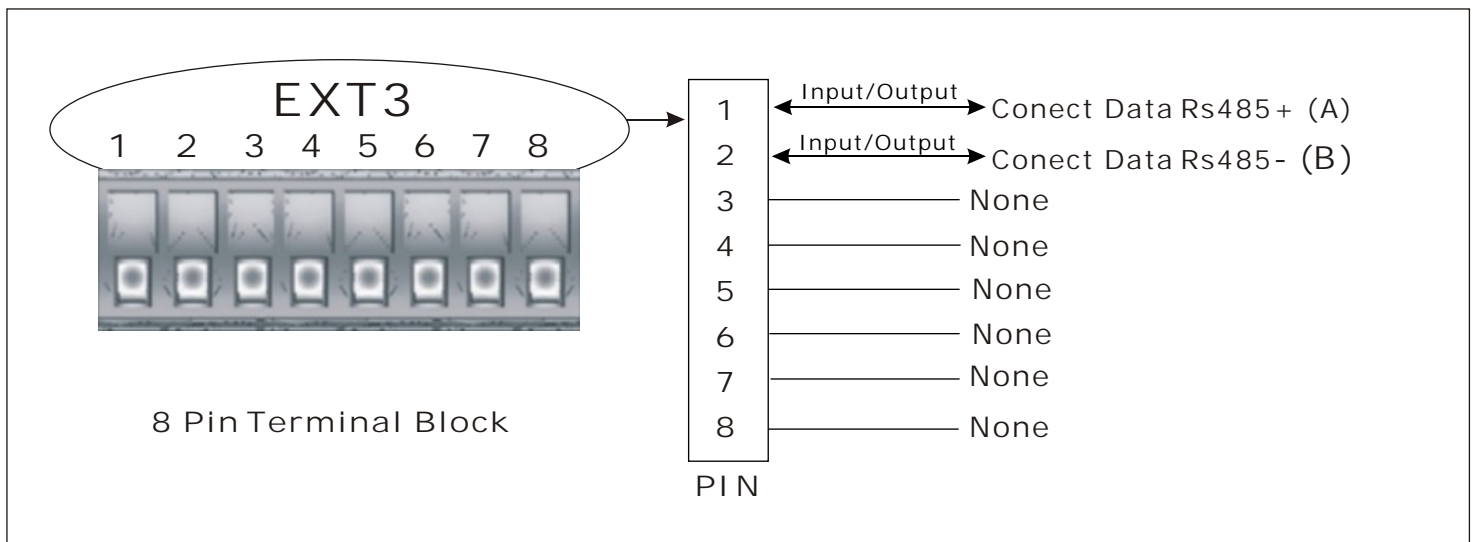 EXT3
1 2 3 4 5 6 7 8
8 Pin Terminal Block
1 Input/Output Conect Data Rs485+ (A)
2 Input/Output Conect Data Rs485- (B)
3 None
4 None
5 None
6 None
7 None
8 None
PIN